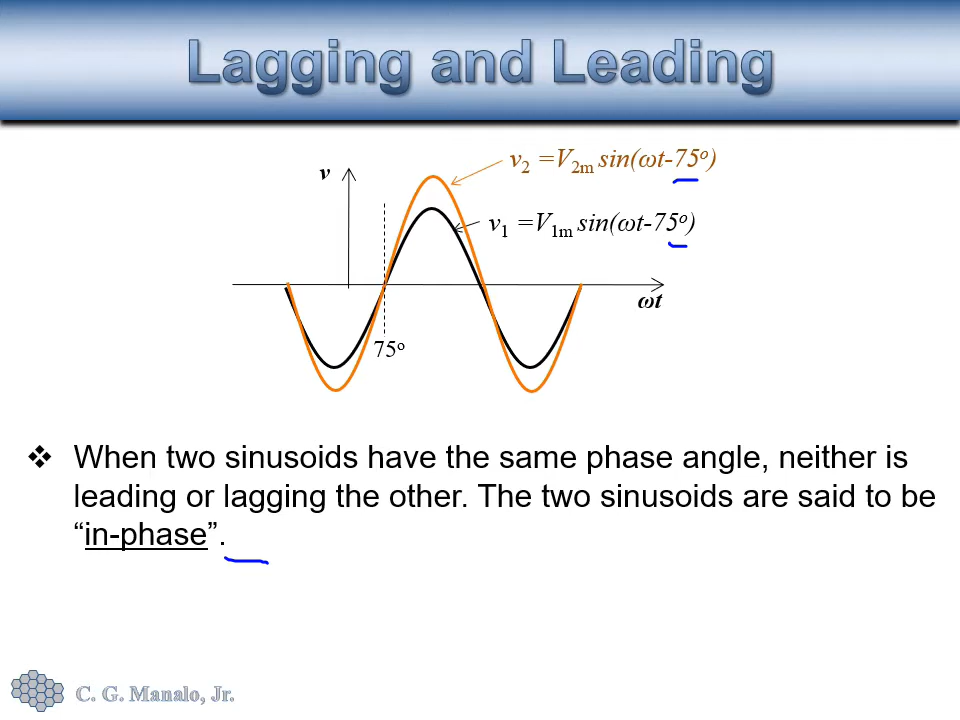 Lagging and Leading
v
v₂ =V₂ₘ sin(ωt-75º)
v₁ =V₁ₘ sin(ωt-75º)
ωt
75º
❖ When two sinusoids have the same phase angle, neither is
leading or lagging the other. The two sinusoids are said to be
“in-phase”.
C. G. Manalo, Jr.